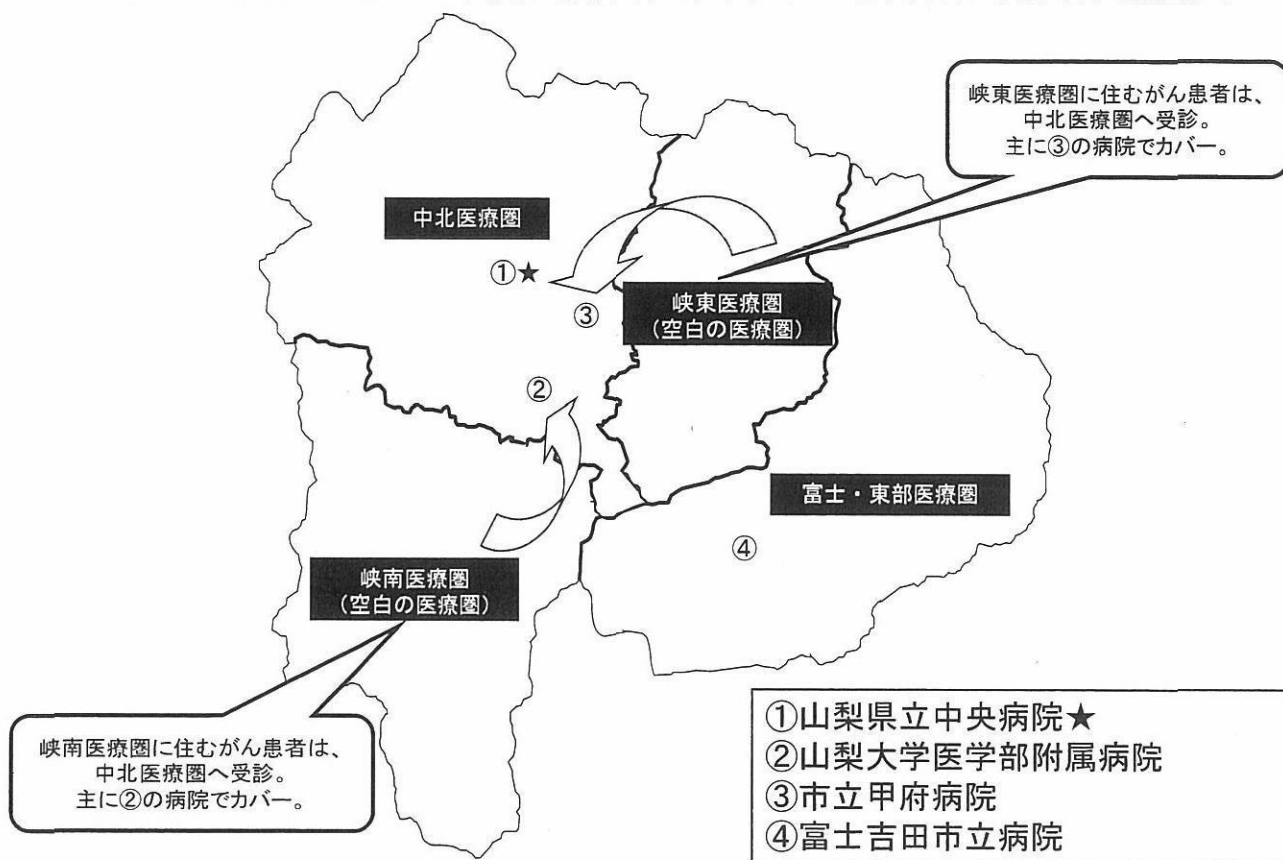 峡東医療圏に住むがん患者は、
中北医療圏へ受診。
主に③の病院でカバー。
中北医療圏
①★
③
峡東医療圏
(空白の医療圏)
②
富士・東部医療圏
④
峡南医療圏
(空白の医療圏)
峡南医療圏に住むがん患者は、
中北医療圏へ受診。
主に②の病院でカバー。
①山梨県立中央病院★
②山梨大学医学部附属病院
③市立甲府病院
④富士吉田市立病院